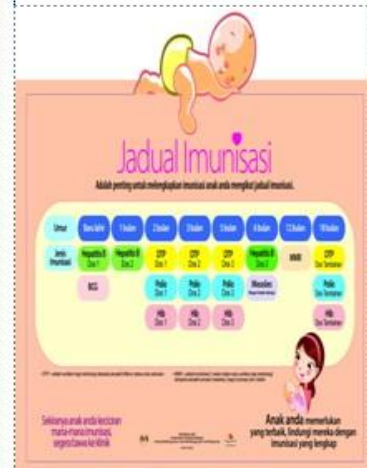 Jadual Imunisasi
Adalah penting untuk melengkapkan imunisasi anak anda mengikut jadual imunisasi.
Umur Baru lahir 1 bulan 2 bulan 3 bulan 5 bulan 6 bulan 12 bulan 18 bulan
Jenis Imunisasi
Hepatitis B Dos 1
Hepatitis B Dos 2
DTP Dos 1
DTP Dos 2
DTP Dos 3
Hepatitis B Dos 3
MMR
DTP Dos Tambahan
BCG
Polio Dos 1
Polio Dos 2
Polio Dos 3
Measles
Polio Dos Tambahan
Hib Dos 1
Hib Dos 2
Hib Dos 3
Hib Dos Tambahan
Sekiranya anak anda keciciran
mana-mana imunisasi,
segera bawa ke klinik
Anak anda memerlukan
yang terbaik, lindungi mereka dengan
imunisasi yang lengkap